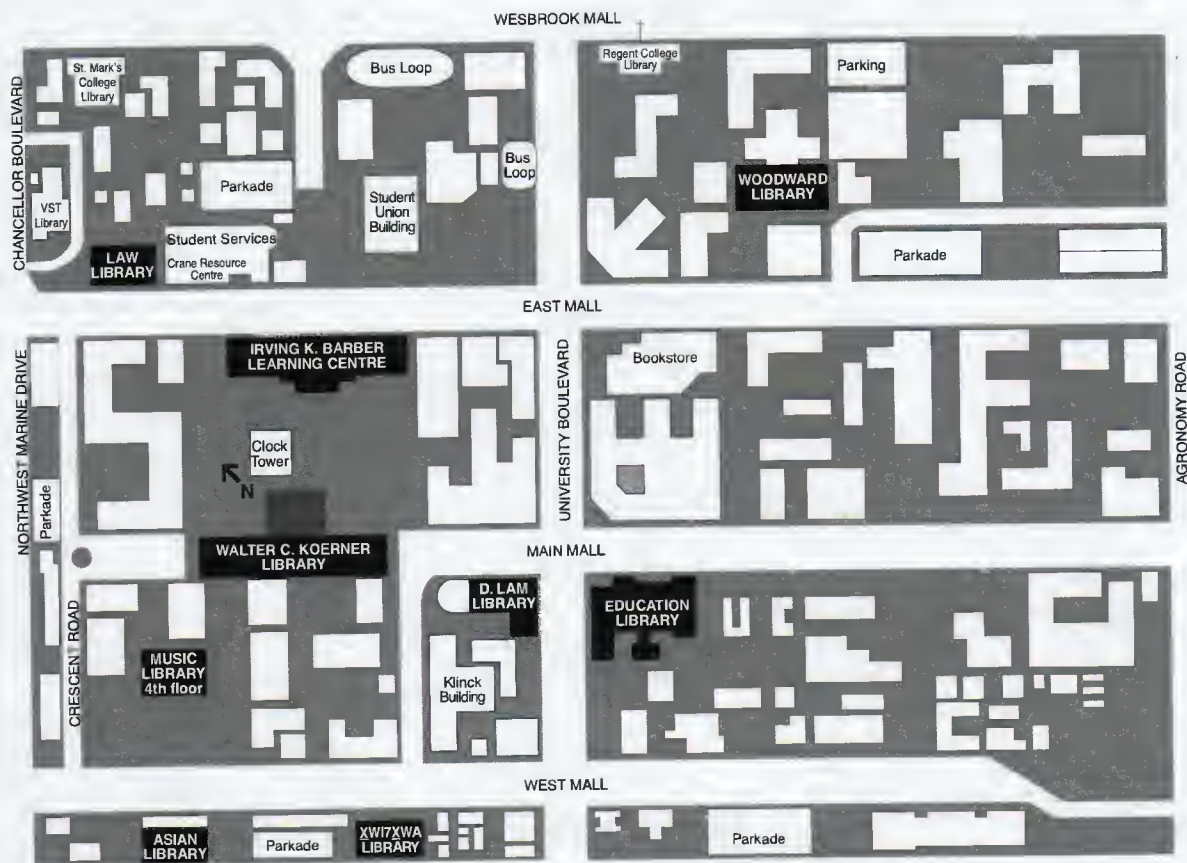 WESBROOK MALL
St. Mark's
College
Library
Bus Loop
Regent College
Library
Parking
CHANCELLOR BOULEVARD
Bus
Loop
VST
Library
Parkade
Student
Union
Building
WOODWARD
LIBRARY
LAW
LIBRARY
Student Services
Crane Resource
Centre
Parkade
EAST MALL
NORTHWEST MARINE DRIVE
IRVING K. BARBER
LEARNING CENTRE
UNIVERSITY BOULEVARD
Bookstore
AGRONOMY ROAD
Clock
Tower
N
Parkade
WALTER C. KOERNER
LIBRARY
MAIN MALL
CRESCENT ROAD
D. LAM
LIBRARY
EDUCATION
LIBRARY
MUSIC
LIBRARY
4th floor
Klinck
Building
WEST MALL
ASIAN
LIBRARY
Parkade
XWI7XWA
LIBRARY
Parkade